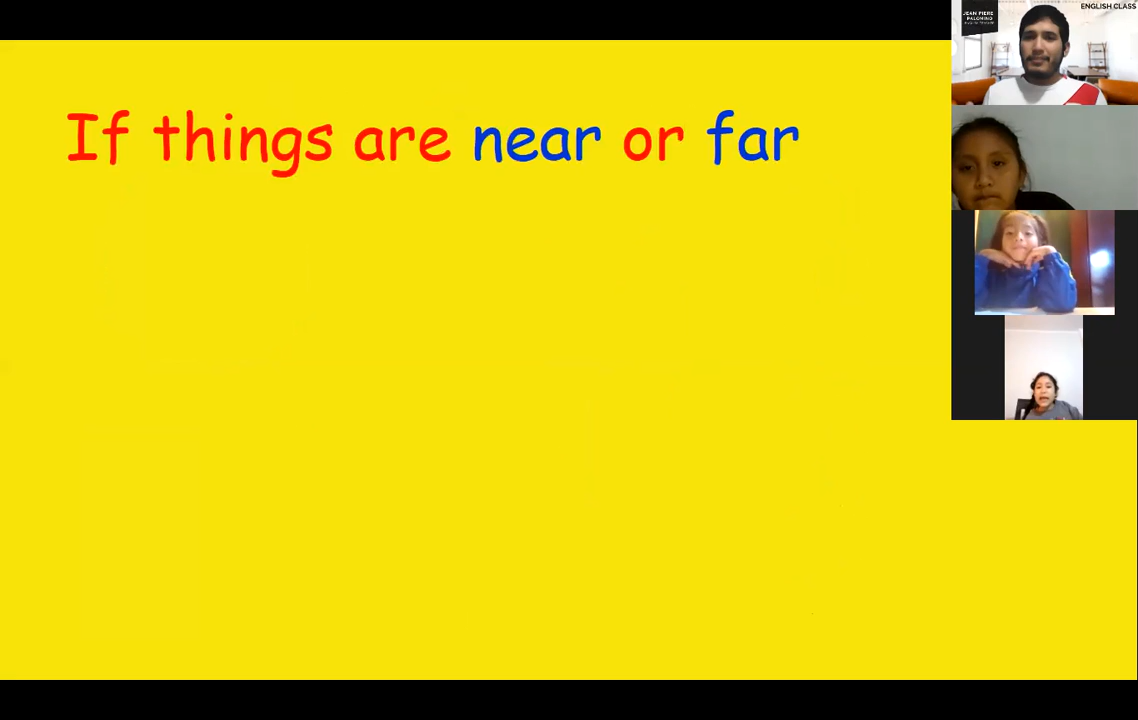 If things are near or far
JEAN PIERE
PALOMINO
ENGLISH CLASS